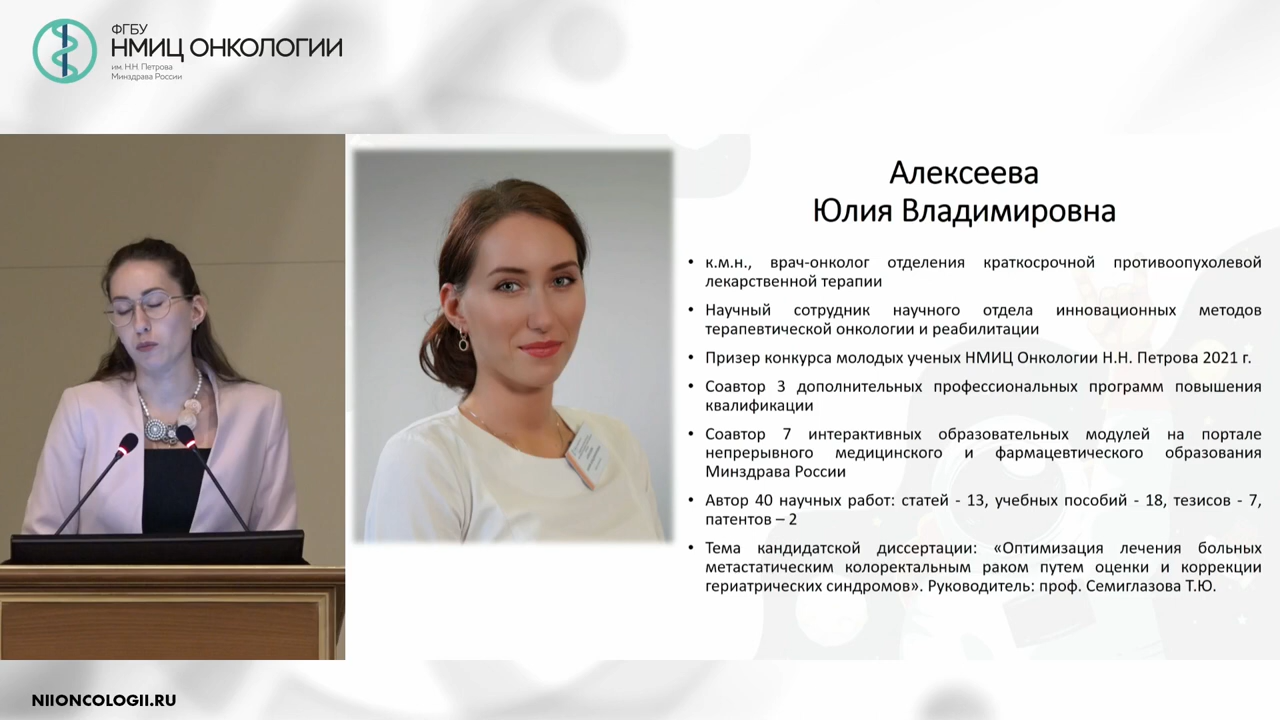 ФГБУ
НМИЦ ОНКОЛОГИИ
им. Н.Н. Петрова
Минздрава России
Алексеева
Юлия Владимировна
• к.м.н., врач-онколог отделения краткосрочной противоопухолевой
лекарственной терапии
• Научный сотрудник научного отдела инновационных методов
терапевтической онкологии и реабилитации
• Призер конкурса молодых ученых НМИЦ Онкологии Н.Н. Петрова 2021 г.
• Соавтор 3 дополнительных профессиональных программ повышения
квалификации
• Соавтор 7 интерактивных образовательных модулей на портале
непрерывного медицинского и фармацевтического образования
Минздрава России
• Автор 40 научных работ: статей - 13, учебных пособий - 18, тезисов - 7,
патентов – 2
• Тема кандидатской диссертации: «Оптимизация лечения больных
метастатическим колоректальным раком путем оценки и коррекции
гериатрических синдромов». Руководитель: проф. Семиглазова Т.Ю.
NIIONCOLOGII.RU